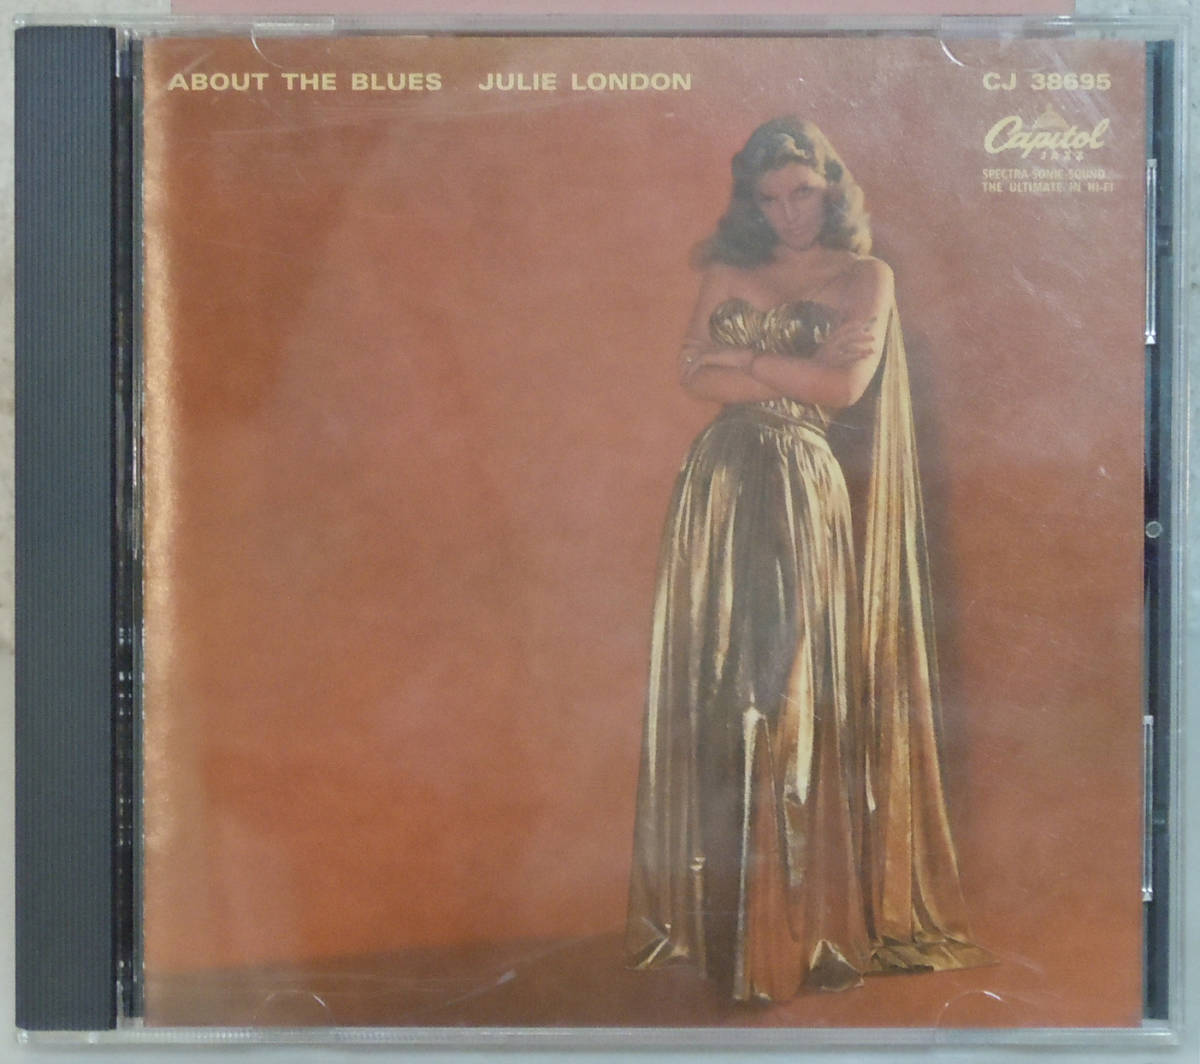 ABOUT THE BLUES JULIE LONDON
CJ 38695
Capitol
JAZZ
SPECTRA-SONIC-SOUND
THE ULTIMATE IN HI-FI